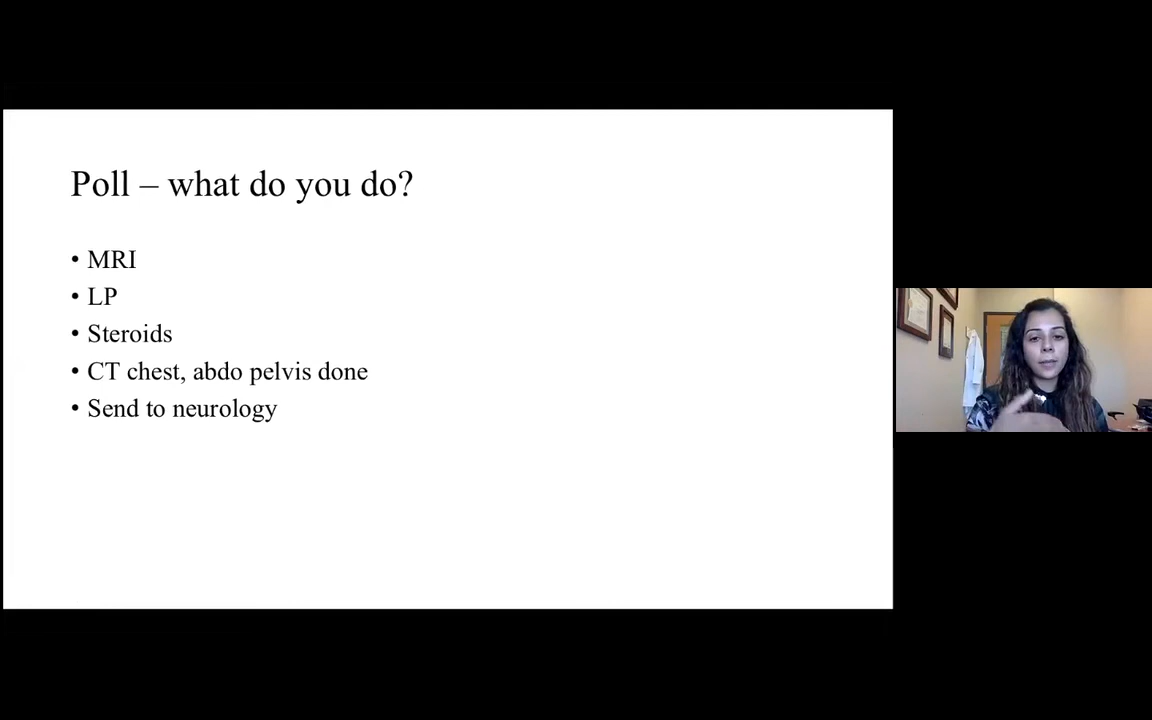 Poll – what do you do?
• MRI
• LP
• Steroids
• CT chest, abdo pelvis done
• Send to neurology